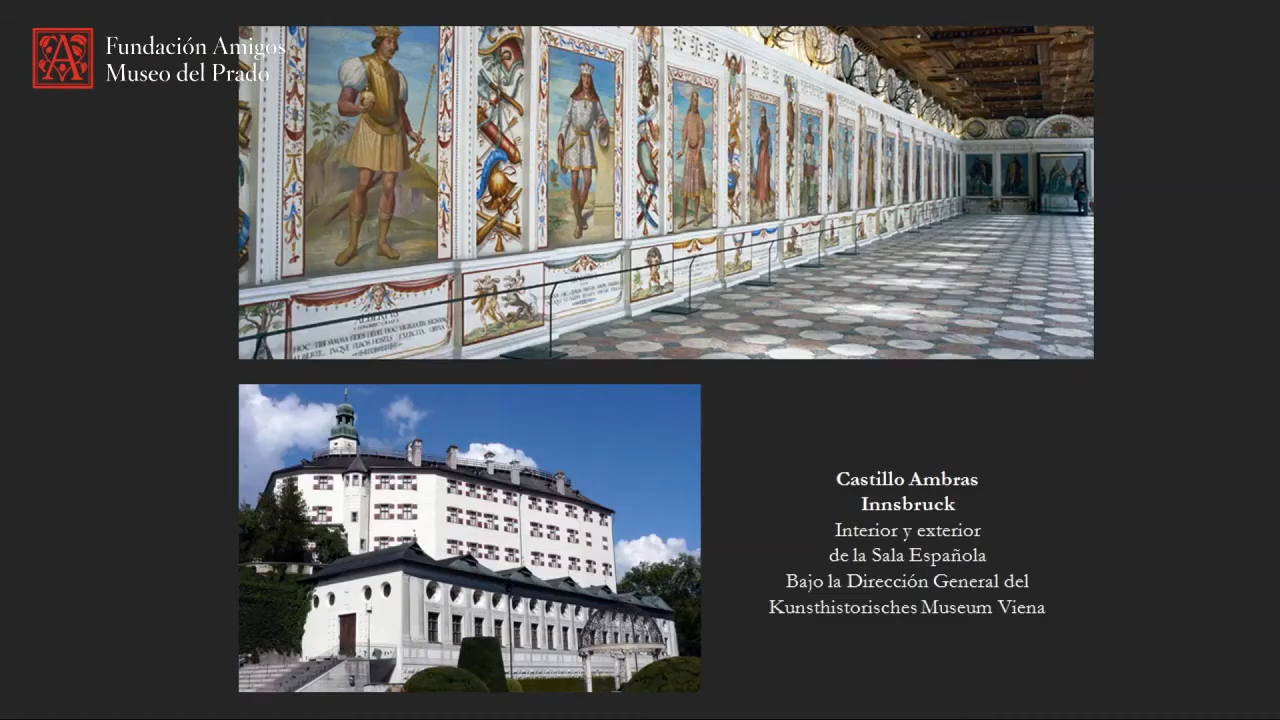 Fundación Amigos
Museo del Prado
ALBERTVS
Castillo Ambras
Innsbruck
Interior y exterior
de la Sala Española
Bajo la Dirección General del
Kunsthistorisches Museum Viena